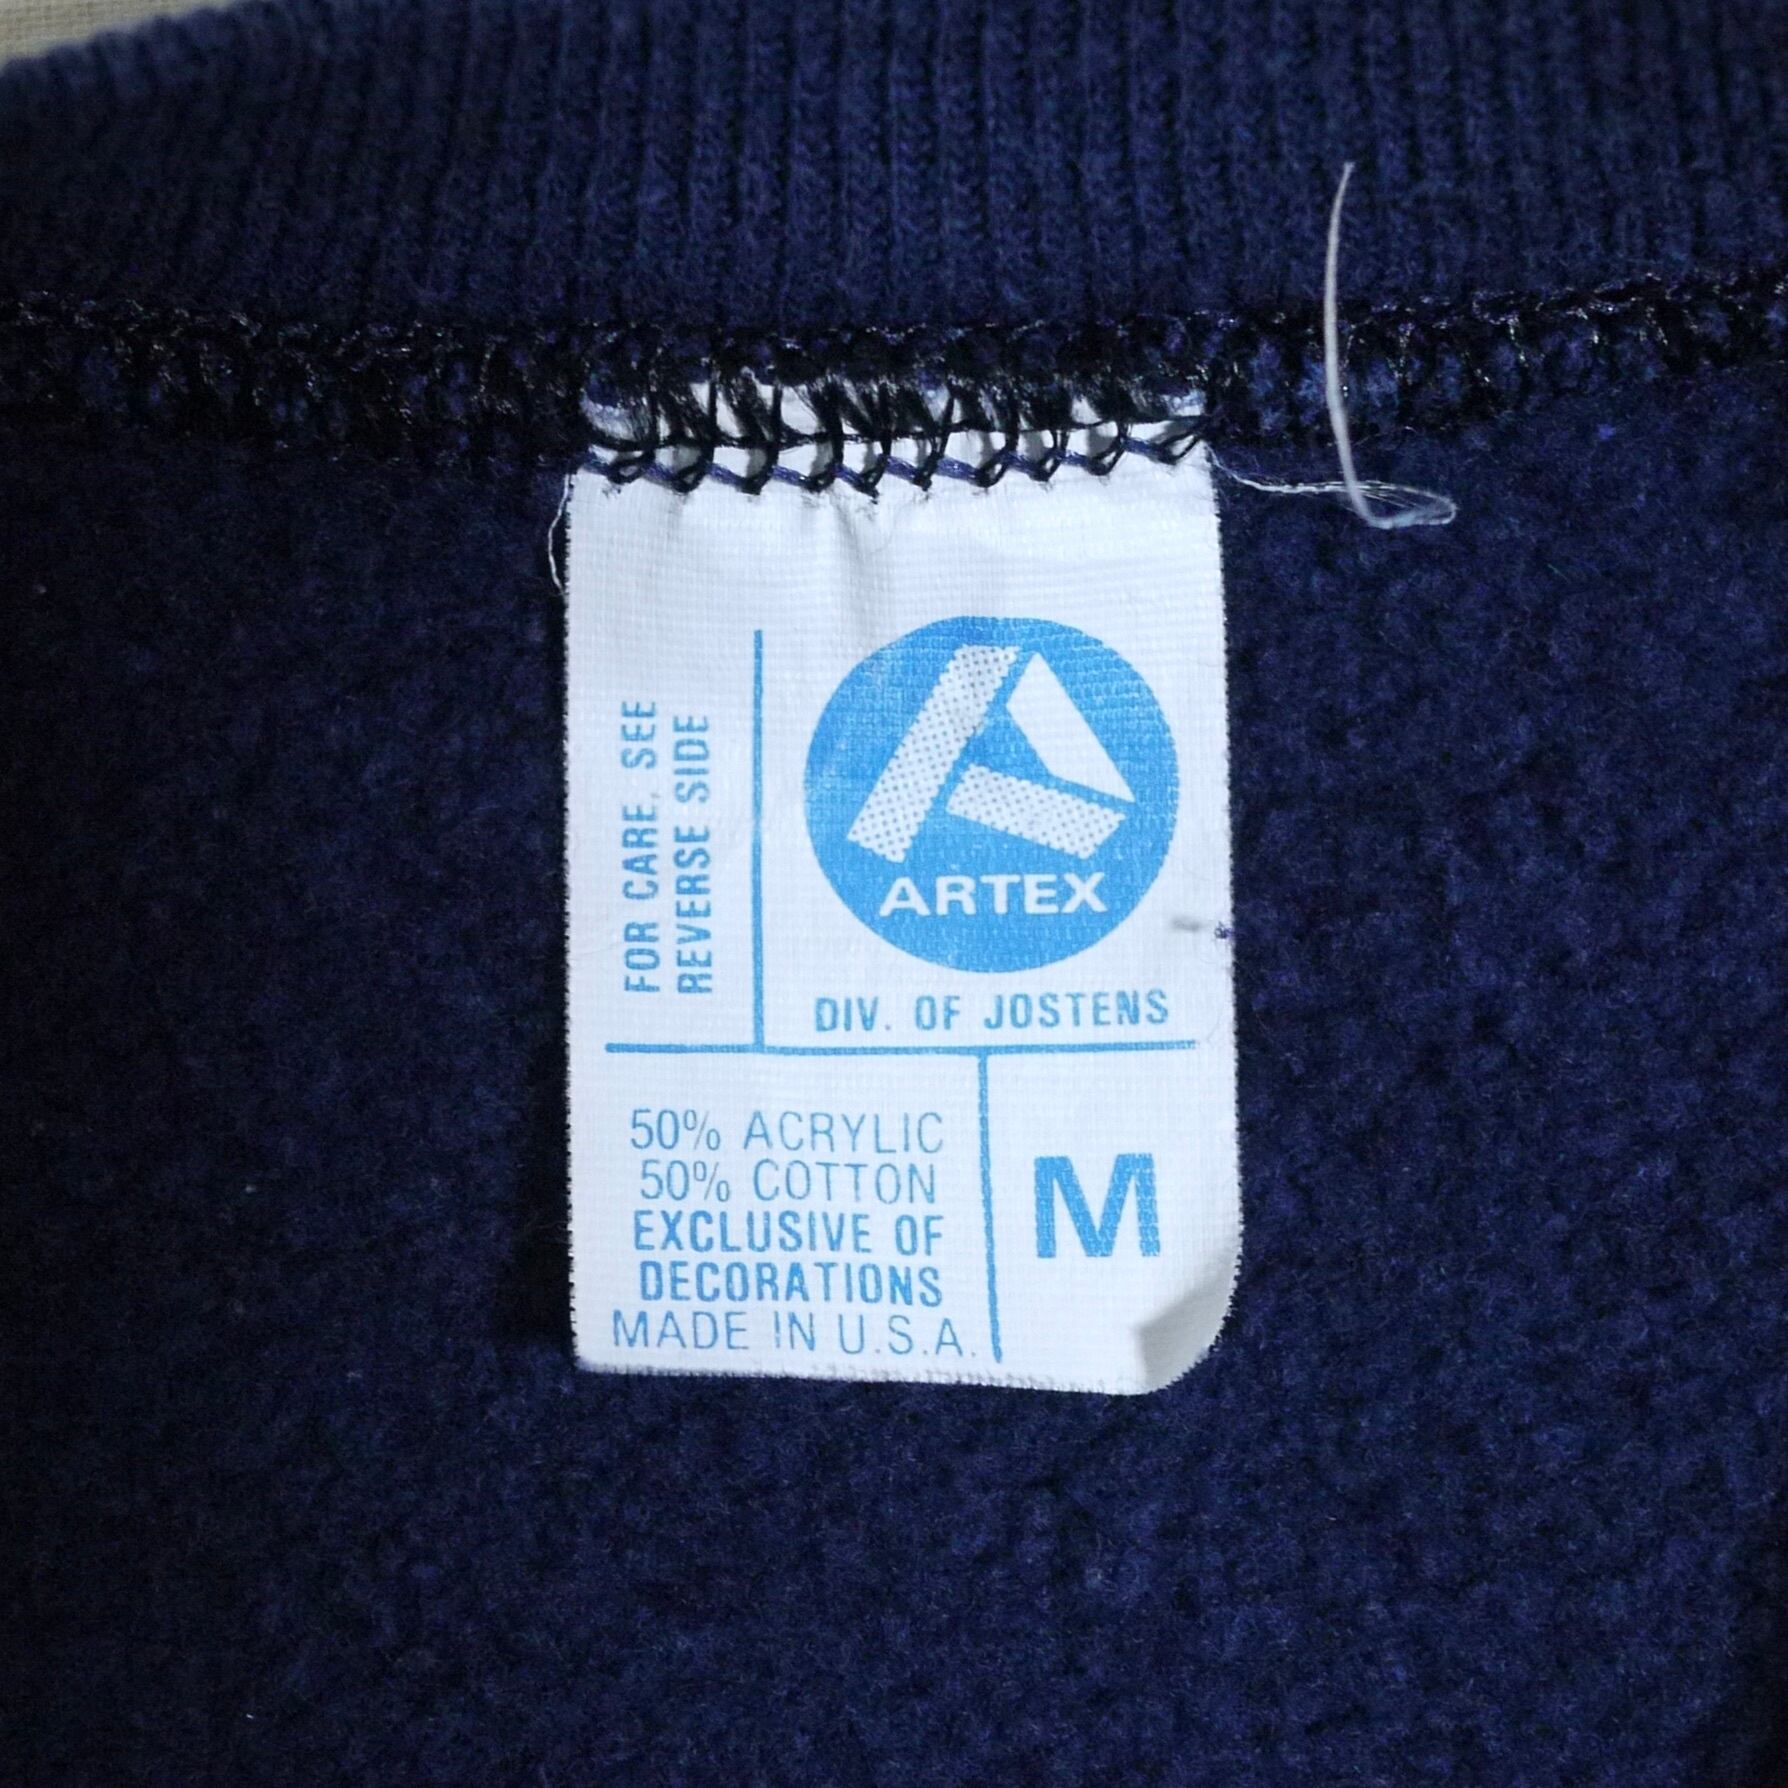 FOR CARE, SEE
REVERSE SIDE
ARTEX
DIV. OF JOSTENS
50% ACRYLIC
50% COTTON
EXCLUSIVE OF
DECORATIONS
MADE IN U.S.A.
M